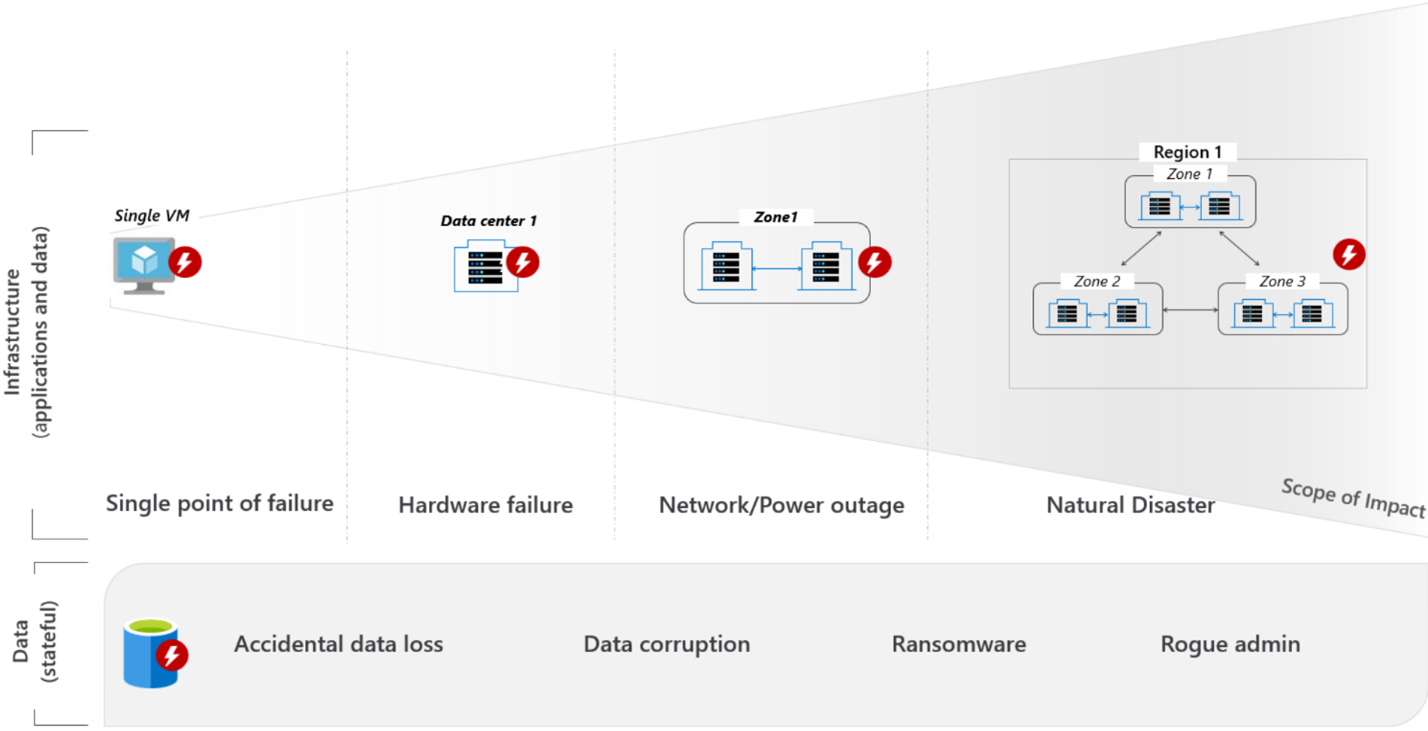 Infrastructure
(applications and data)
Single VM
Data center 1
Zone1
Region 1
Zone 1
Zone 2
Zone 3
Single point of failure
Hardware failure
Network/Power outage
Natural Disaster
Scope of Impact
Data
(stateful)
Accidental data loss
Data corruption
Ransomware
Rogue admin